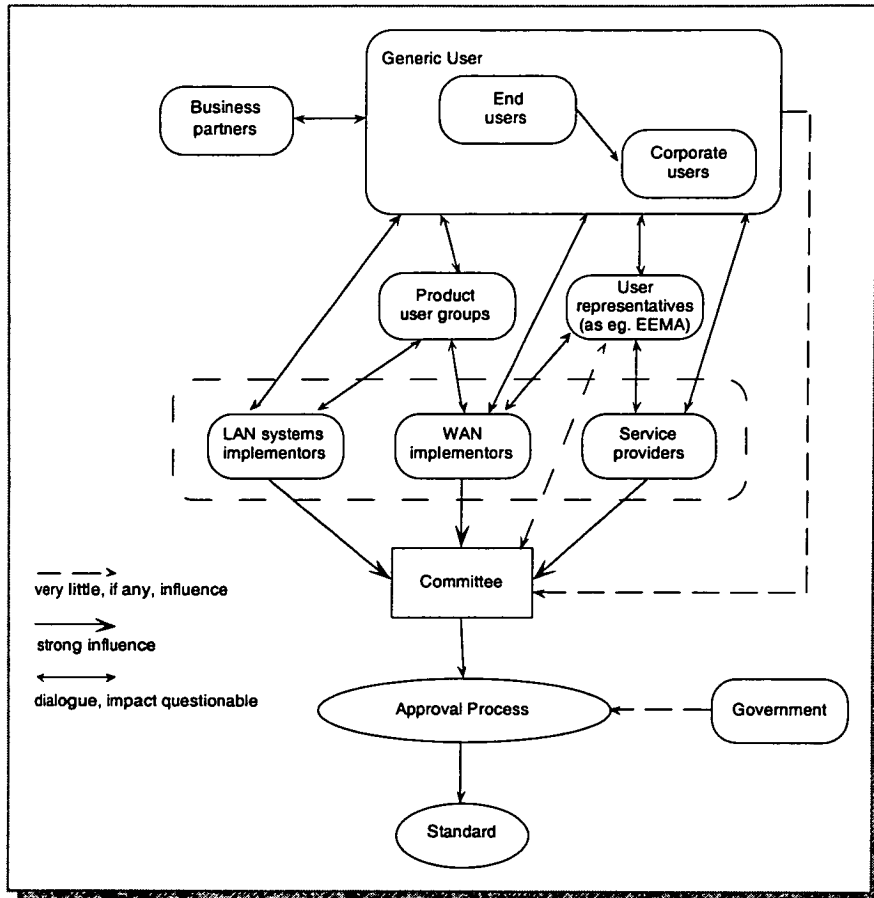 Generic User
End
users
Business
partners
Corporate
users
Product
user groups
User
representatives
(as eg. EEMA)
LAN systems
implementors
WAN
implementors
Service
providers
Committee
very little, if any, influence
strong influence
dialogue, impact questionable
Approval Process
Government
Standard